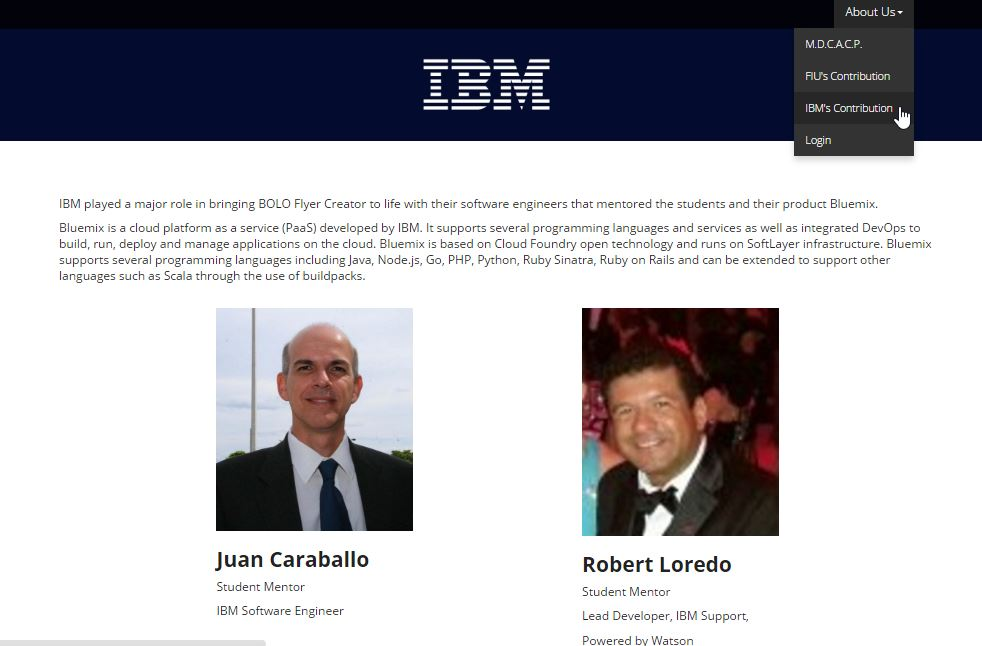 About Us
M.D.C.A.C.P.
FIU's Contribution
IBM's Contribution
Login
IBM
IBM played a major role in bringing BOLO Flyer Creator to life with their software engineers that mentored the students and their product Bluemix.
Bluemix is a cloud platform as a service (PaaS) developed by IBM. It supports several programming languages and services as well as integrated DevOps to
build, run, deploy and manage applications on the cloud. Bluemix is based on Cloud Foundry open technology and runs on SoftLayer infrastructure. Bluemix
supports several programming languages including Java, Node.js, Go, PHP, Python, Ruby Sinatra, Ruby on Rails and can be extended to support other
languages such as Scala through the use of buildpacks.
Juan Caraballo
Student Mentor
IBM Software Engineer
Robert Loredo
Student Mentor
Lead Developer, IBM Support,
Powered by Watson